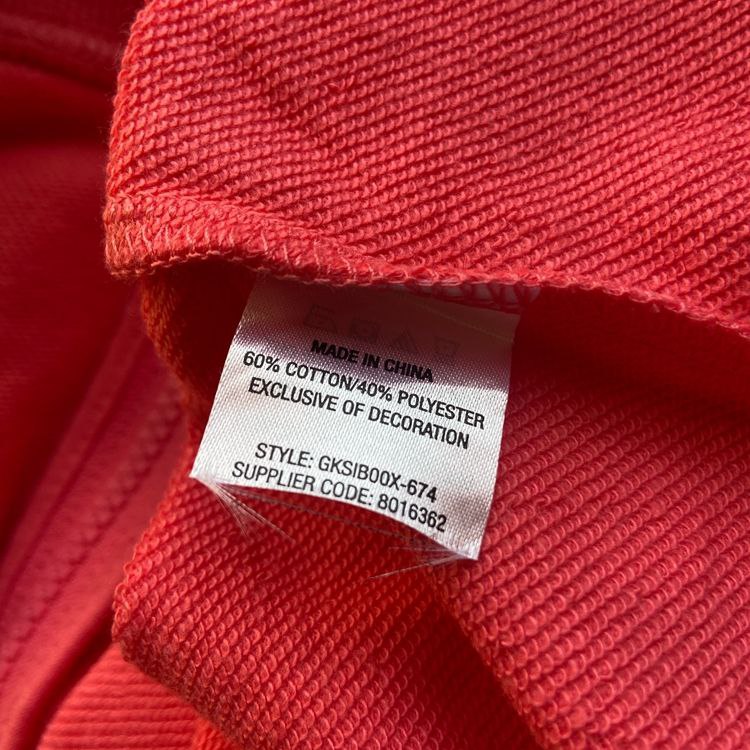 MADE IN CHINA
60% COTTON/40% POLYESTER
EXCLUSIVE OF DECORATION
STYLE: GKSIB00X-674
SUPPLIER CODE: 8016362